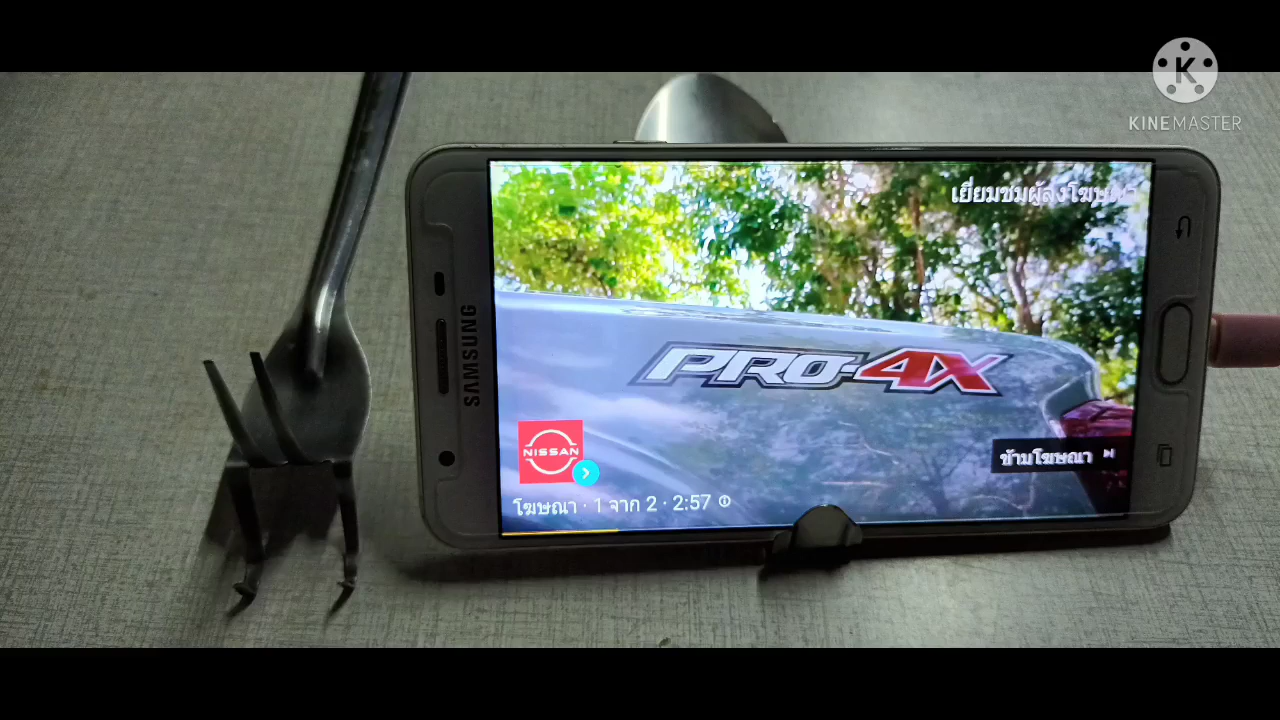 KINEMASTER
เยี่ยมชมผู้ลงโฆษณา
SAMSUNG
PRO-4X
NISSAN
ข้ามโฆษณา
โฆษณา · 1 จาก 2 · 2:57